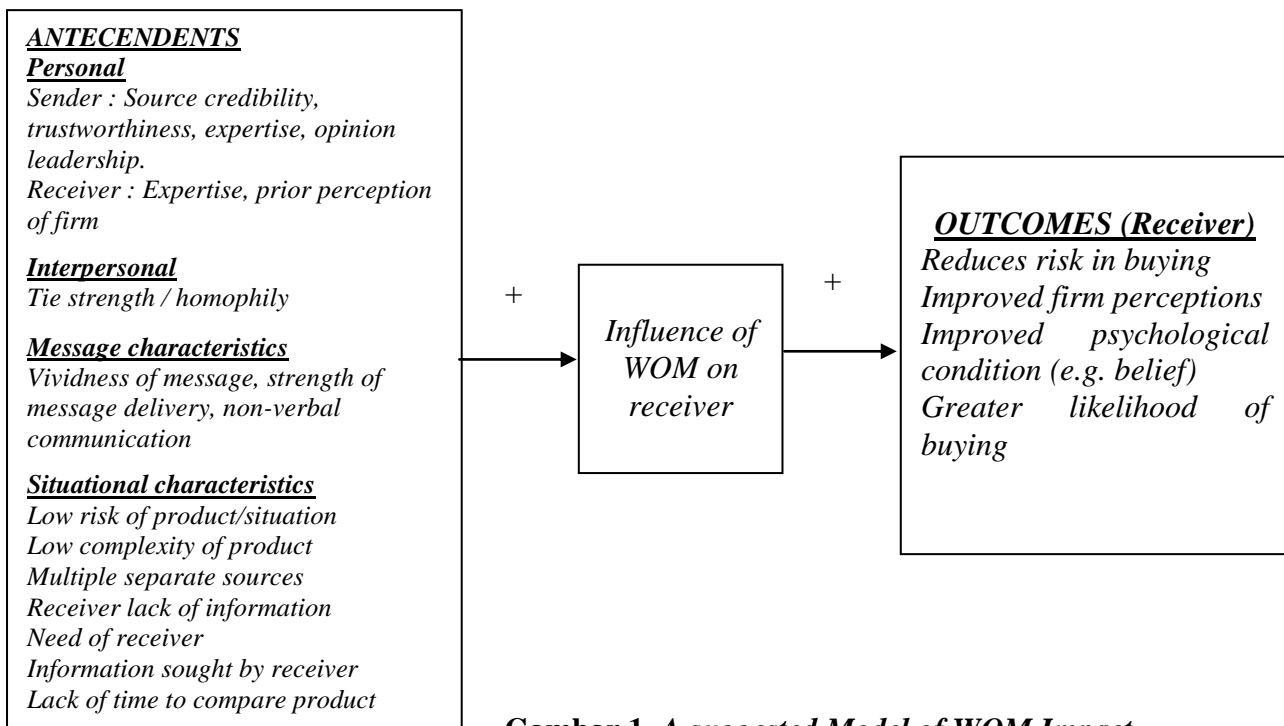 ANTECENDENTS
Personal
Sender : Source credibility,
trustworthiness, expertise, opinion
leadership.
Receiver : Expertise, prior perception
of firm
Interpersonal
Tie strength / homophily
Message characteristics
Vividness of message, strength of
message delivery, non-verbal
communication
Situational characteristics
Low risk of product/situation
Low complexity of product
Multiple separate sources
Receiver lack of information
Need of receiver
Information sought by receiver
Lack of time to compare product
+
Influence of
WOM on
receiver
+
OUTCOMES (Receiver)
Reduces risk in buying
Improved firm perceptions
Improved psychological
condition (e.g. belief)
Greater likelihood of
buying
Gambar 1. A suggested Model of WOM Impact